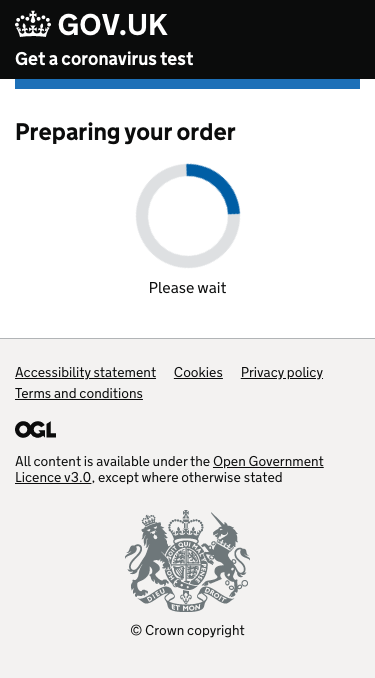 GOV.UK
Get a coronavirus test
Preparing your order
Please wait
Accessibility statement Cookies Privacy policy
Terms and conditions
OGL
All content is available under the Open Government
Licence v3.0, except where otherwise stated
DIEU ET MON DROIT
© Crown copyright